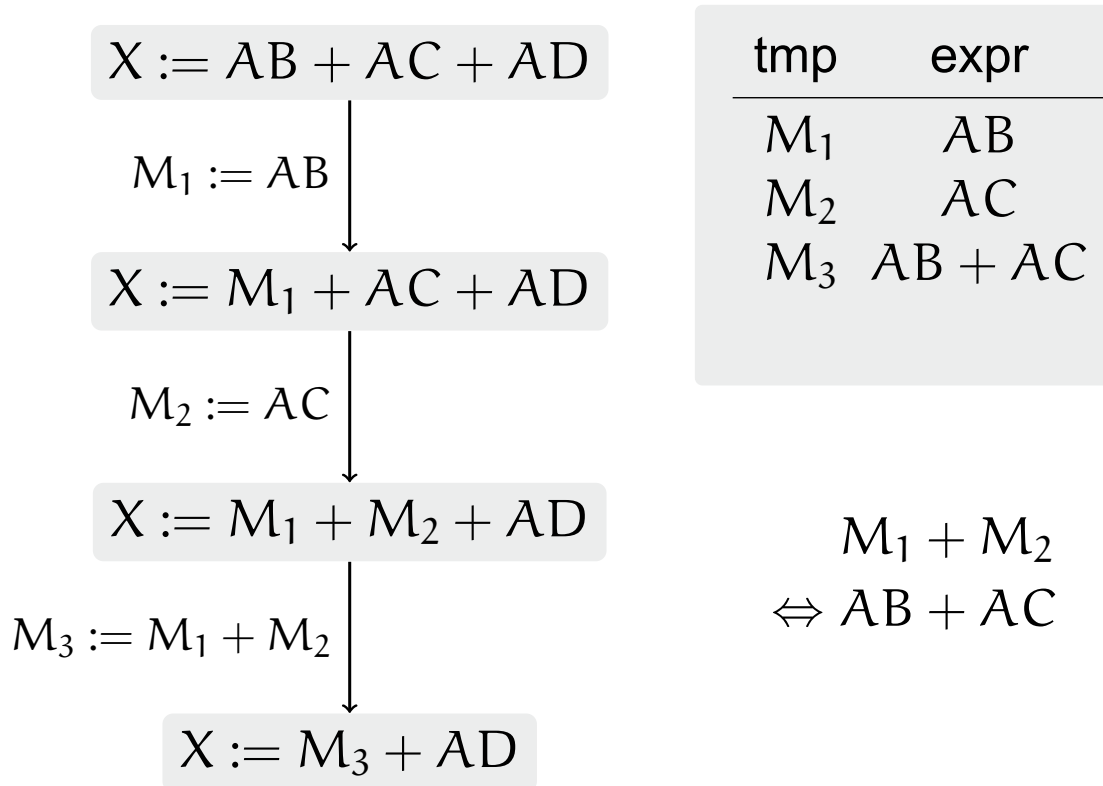 X := AB + AC + AD
M₁ := AB
X := M₁ + AC + AD
M₂ := AC
X := M₁ + M₂ + AD
M₃ := M₁ + M₂
X := M₃ + AD
tmp expr
M₁ AB
M₂ AC
M₃ AB + AC
M₁ + M₂
⇔ AB + AC